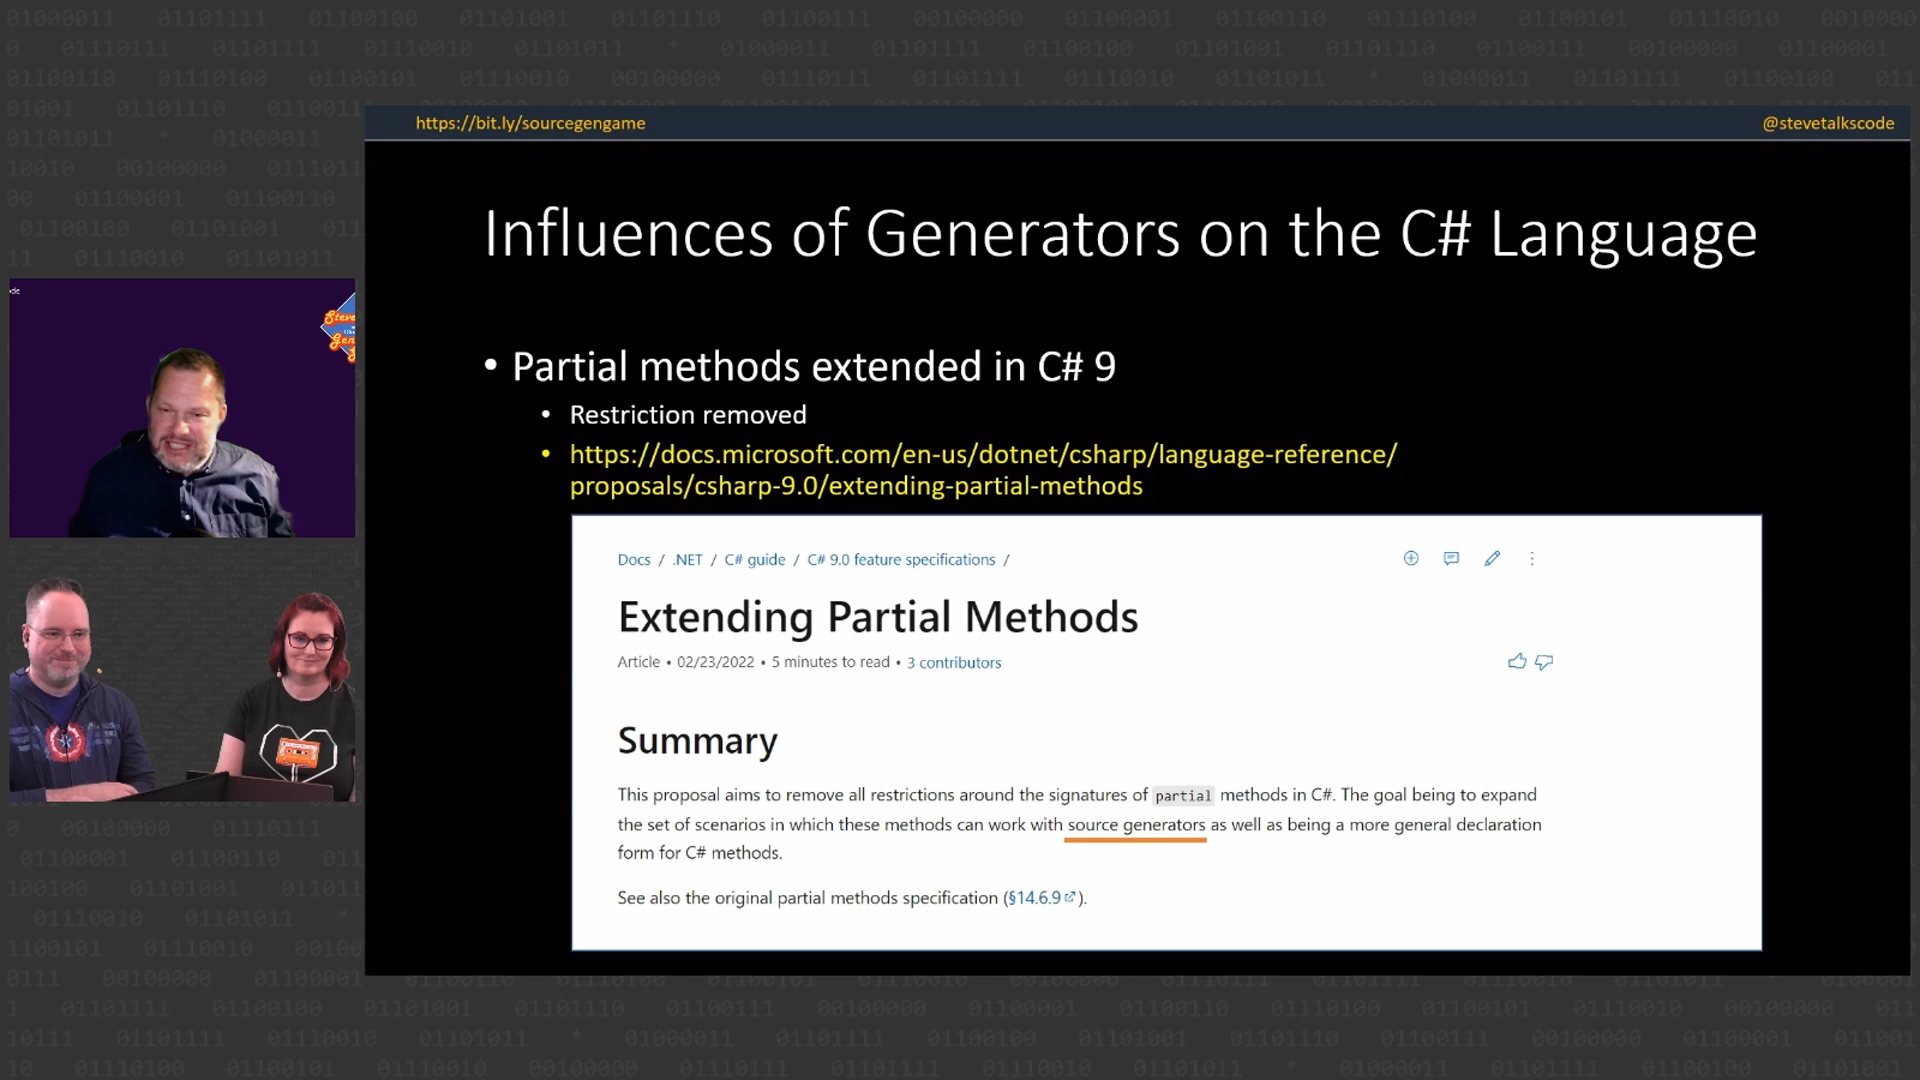 https://bit.ly/sourcegengame
@stevetalkscode
Influences of Generators on the C# Language
• Partial methods extended in C# 9
• Restriction removed
• https://docs.microsoft.com/en-us/dotnet/csharp/language-reference/
proposals/csharp-9.0/extending-partial-methods
Docs / .NET / C# guide / C# 9.0 feature specifications /
Extending Partial Methods
Article • 02/23/2022 • 5 minutes to read • 3 contributors
Summary
This proposal aims to remove all restrictions around the signatures of partial methods in C#. The goal being to expand
the set of scenarios in which these methods can work with source generators as well as being a more general declaration
form for C# methods.
See also the original partial methods specification (§14.6.9).